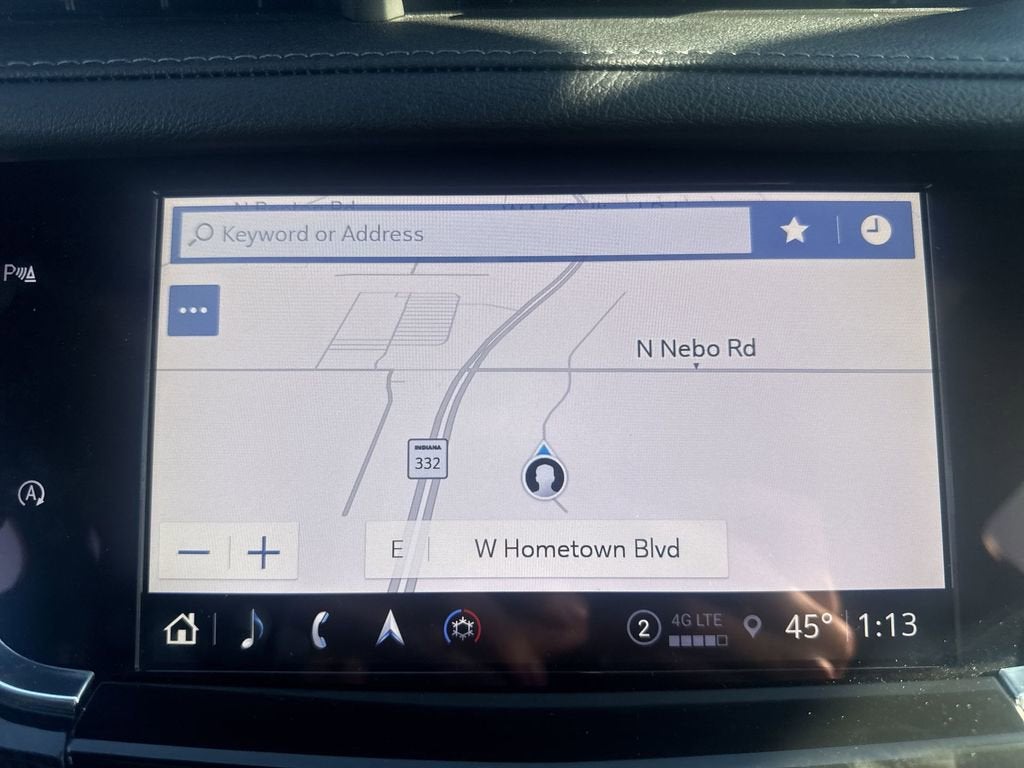 Keyword or Address
P
N Nebo Rd
INDIANA
332
A
E W Hometown Blvd
2 4G LTE 45° 1:13